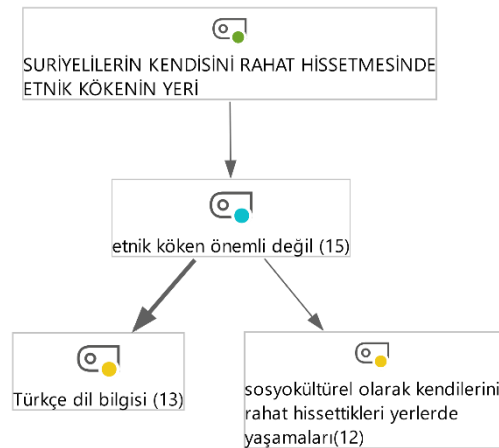 SURİYELİLERİN KENDİSİNİ RAHAT HİSSETMESİNDE
ETNİK KÖKENİN YERİ
etnik köken önemli değil (15)
Türkçe dil bilgisi (13)
sosyokültürel olarak kendilerini
rahat hissettikleri yerlerde
yaşamaları(12)